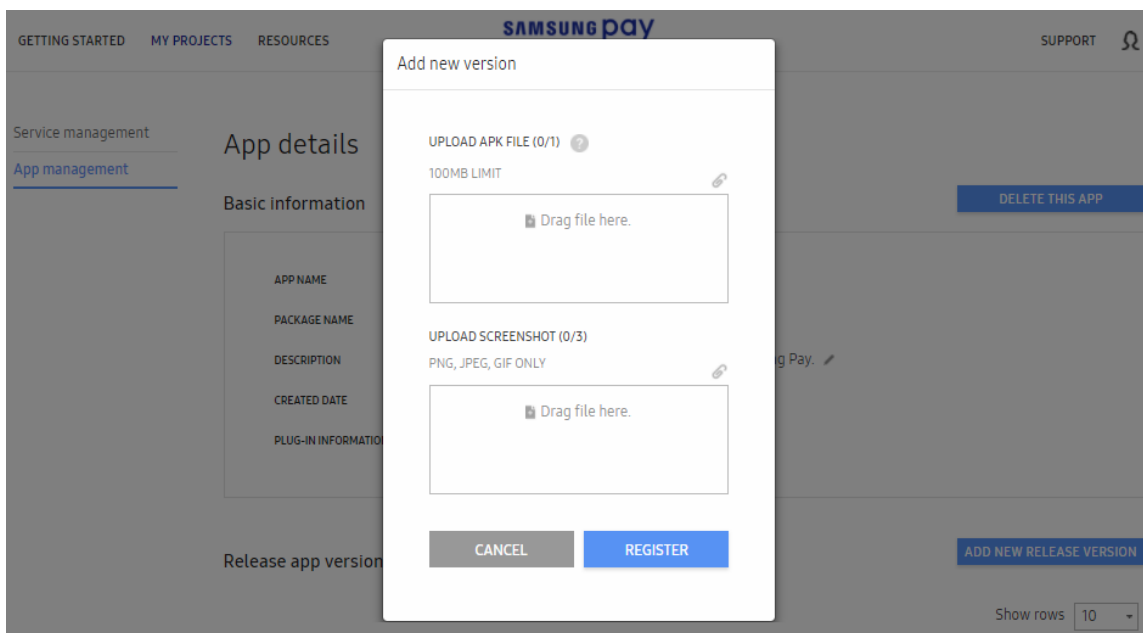 SAMSUNG pay
GETTING STARTED MY PROJECTS RESOURCES SUPPORT
Add new version
Service management
App management
App details
Basic information
DELETE THIS APP
UPLOAD APK FILE (0/1) ?
100MB LIMIT
Drag file here.
APP NAME
PACKAGE NAME
DESCRIPTION
g Pay.
CREATED DATE
PLUG-IN INFORMATIO
UPLOAD SCREENSHOT (0/3)
PNG, JPEG, GIF ONLY
Drag file here.
CANCEL REGISTER
Release app version
ADD NEW RELEASE VERSION
Show rows 10